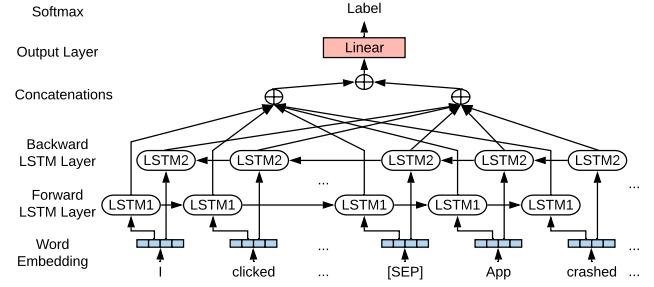 Softmax
Label
Output Layer
Linear
Concatenations
Backward
LSTM Layer
LSTM2 LSTM2 LSTM2 LSTM2 LSTM2
... ...
Forward
LSTM Layer
LSTM1 LSTM1 LSTM1 LSTM1 LSTM1
Word
Embedding
... ...
I clicked ... [SEP] App crashed ...